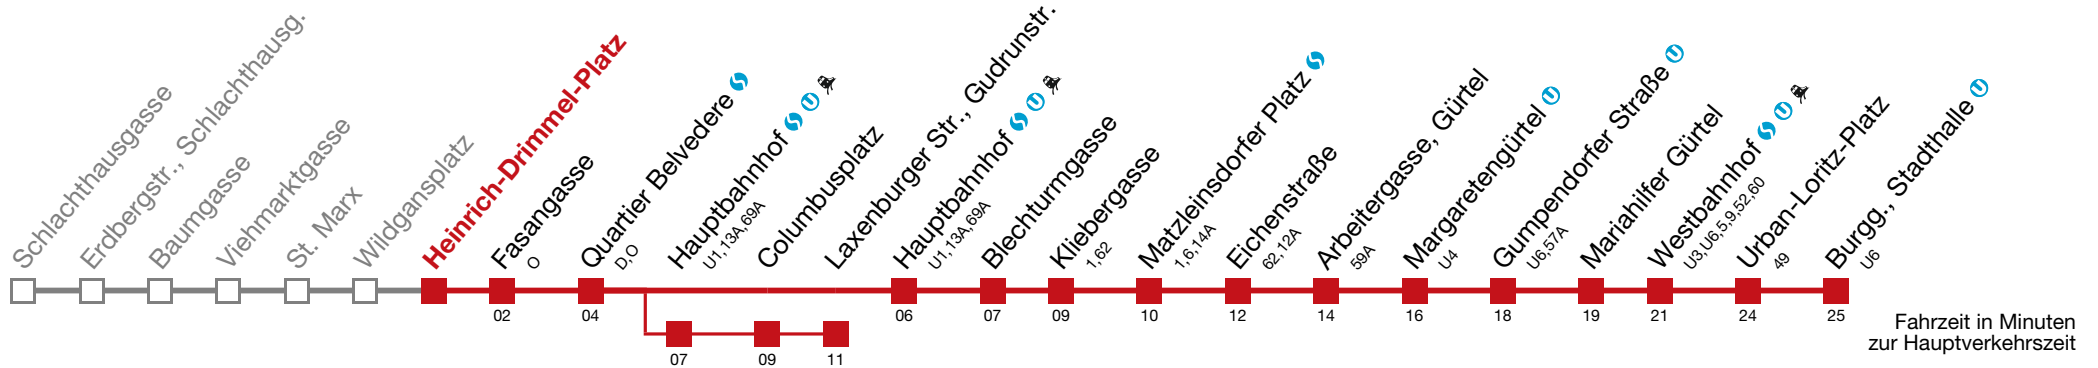 Schlachthausgasse
Erdbergstr., Schlachthausg.
Baumgasse
Viehmarktgasse
St. Marx
Wildgansplatz
Heinrich-Drimmel-Platz
Fasangasse
O
Quartier Belvedere
D,O
Hauptbahnhof U
U1,13A,69A
Columbusplatz
Laxenburger Str., Gudrunstr.
Hauptbahnhof U
U1,13A,69A
Blechturmgasse
Kliebergasse
1,62
Matzleinsdorfer Platz
1,6,14A
Eichenstraße
62,12A
Arbeitergasse, Gürtel
59A
Margaretengürtel U
U4
Gumpendorfer Straße U
U6,57A
Mariahilfer Gürtel
Westbahnhof U
U3,U6,5,9,52,60
Urban-Loritz-Platz
49
Burgg., Stadthalle U
U6
02 04 06 07 09 10 12 14 16 18 19 21 24 25
07 09 11
Fahrzeit in Minuten
zur Hauptverkehrszeit